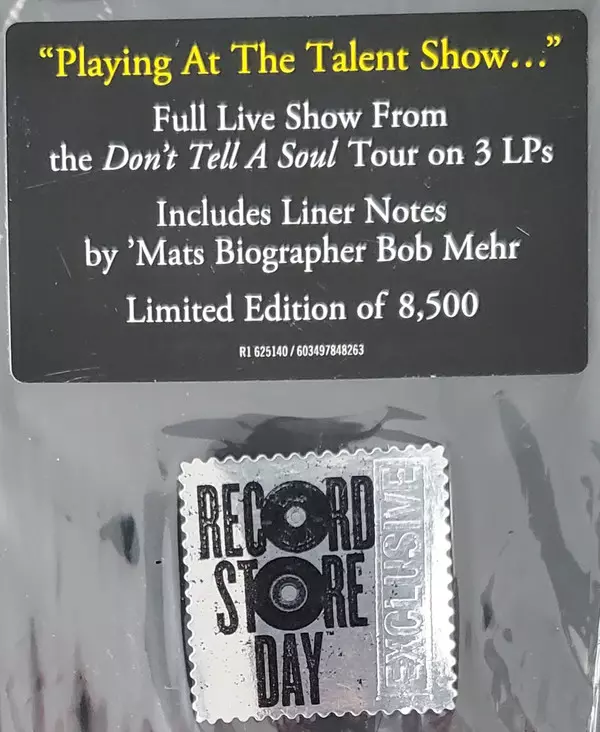 “Playing At The Talent Show...”
Full Live Show From
the Don't Tell A Soul Tour on 3 LPs
Includes Liner Notes
by ’Mats Biographer Bob Mehr
Limited Edition of 8,500
R1 625140 / 603497848263
RECORD
STORE
DAY
EXCLUSIVE